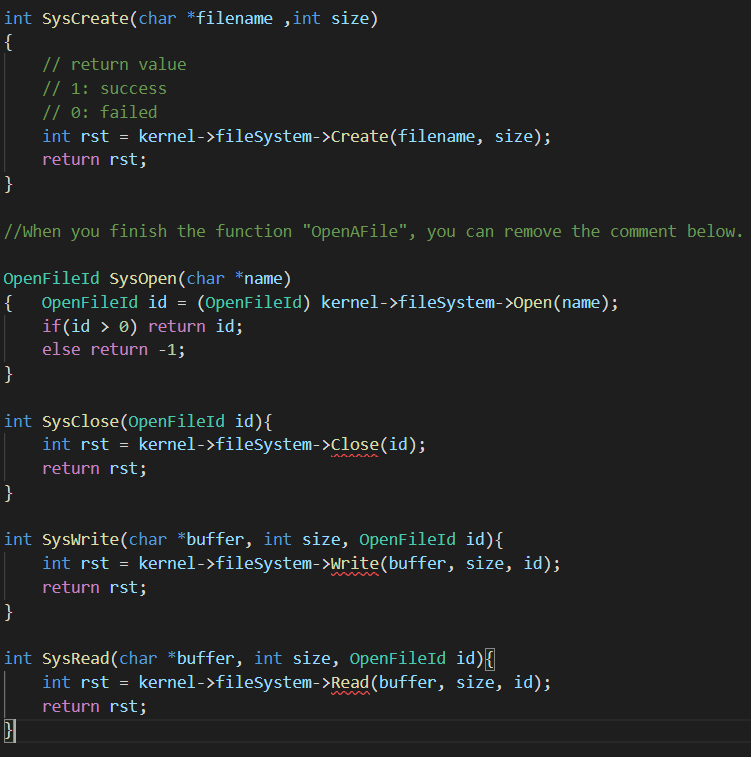 int SysCreate(char *filename ,int size)
{
    // return value
    // 1: success
    // 0: failed
    int rst = kernel->fileSystem->Create(filename, size);
    return rst;
}

//When you finish the function "OpenAFile", you can remove the comment below.

OpenFileId SysOpen(char *name)
{   OpenFileId id = (OpenFileId) kernel->fileSystem->Open(name);
    if(id > 0) return id;
    else return -1;
}

int SysClose(OpenFileId id){
    int rst = kernel->fileSystem->Close(id);
    return rst;
}

int SysWrite(char *buffer, int size, OpenFileId id){
    int rst = kernel->fileSystem->Write(buffer, size, id);
    return rst;
}

int SysRead(char *buffer, int size, OpenFileId id){
    int rst = kernel->fileSystem->Read(buffer, size, id);
    return rst;
}